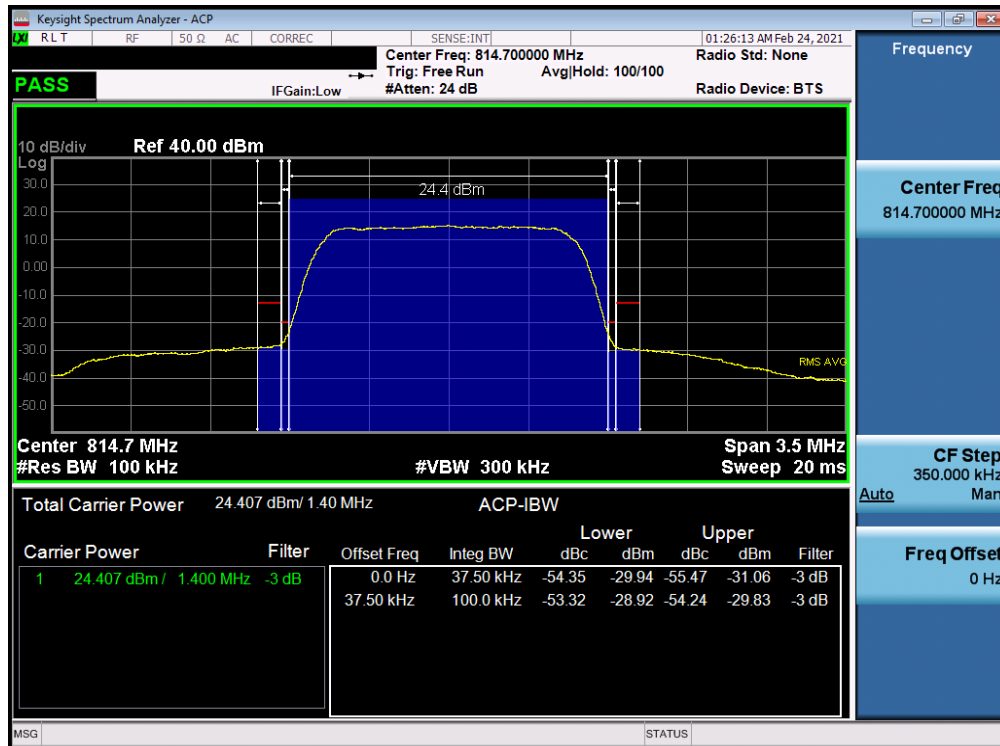 Keysight Spectrum Analyzer - ACP
LXI RLT RF 50 Ω AC CORREC SENSE:INT 01:26:13 AM Feb 24, 2021
Center Freq: 814.700000 MHz Radio Std: None
Trig: Free Run Avg|Hold: 100/100
PASS IFGain:Low #Atten: 24 dB Radio Device: BTS
10 dB/div Ref 40.00 dBm
Log
30.0
24.4 dBm
20.0
10.0
0.00
-10.0
-20.0
-30.0
RMS AVG
-40.0
-50.0
Center 814.7 MHz Span 3.5 MHz
#Res BW 100 kHz #VBW 300 kHz Sweep 20 ms
Total Carrier Power 24.407 dBm/ 1.40 MHz ACP-IBW
Lower Upper
Carrier Power Filter Offset Freq Integ BW dBc dBm dBc dBm Filter
1 24.407 dBm / 1.400 MHz -3 dB 0.0 Hz 37.50 kHz -54.35 -29.94 -55.47 -31.06 -3 dB
37.50 kHz 100.0 kHz -53.32 -28.92 -54.24 -29.83 -3 dB
MSG STATUS
Frequency
Center Freq
814.700000 MHz
CF Step
350.000 kHz
Auto Man
Freq Offset
0 Hz